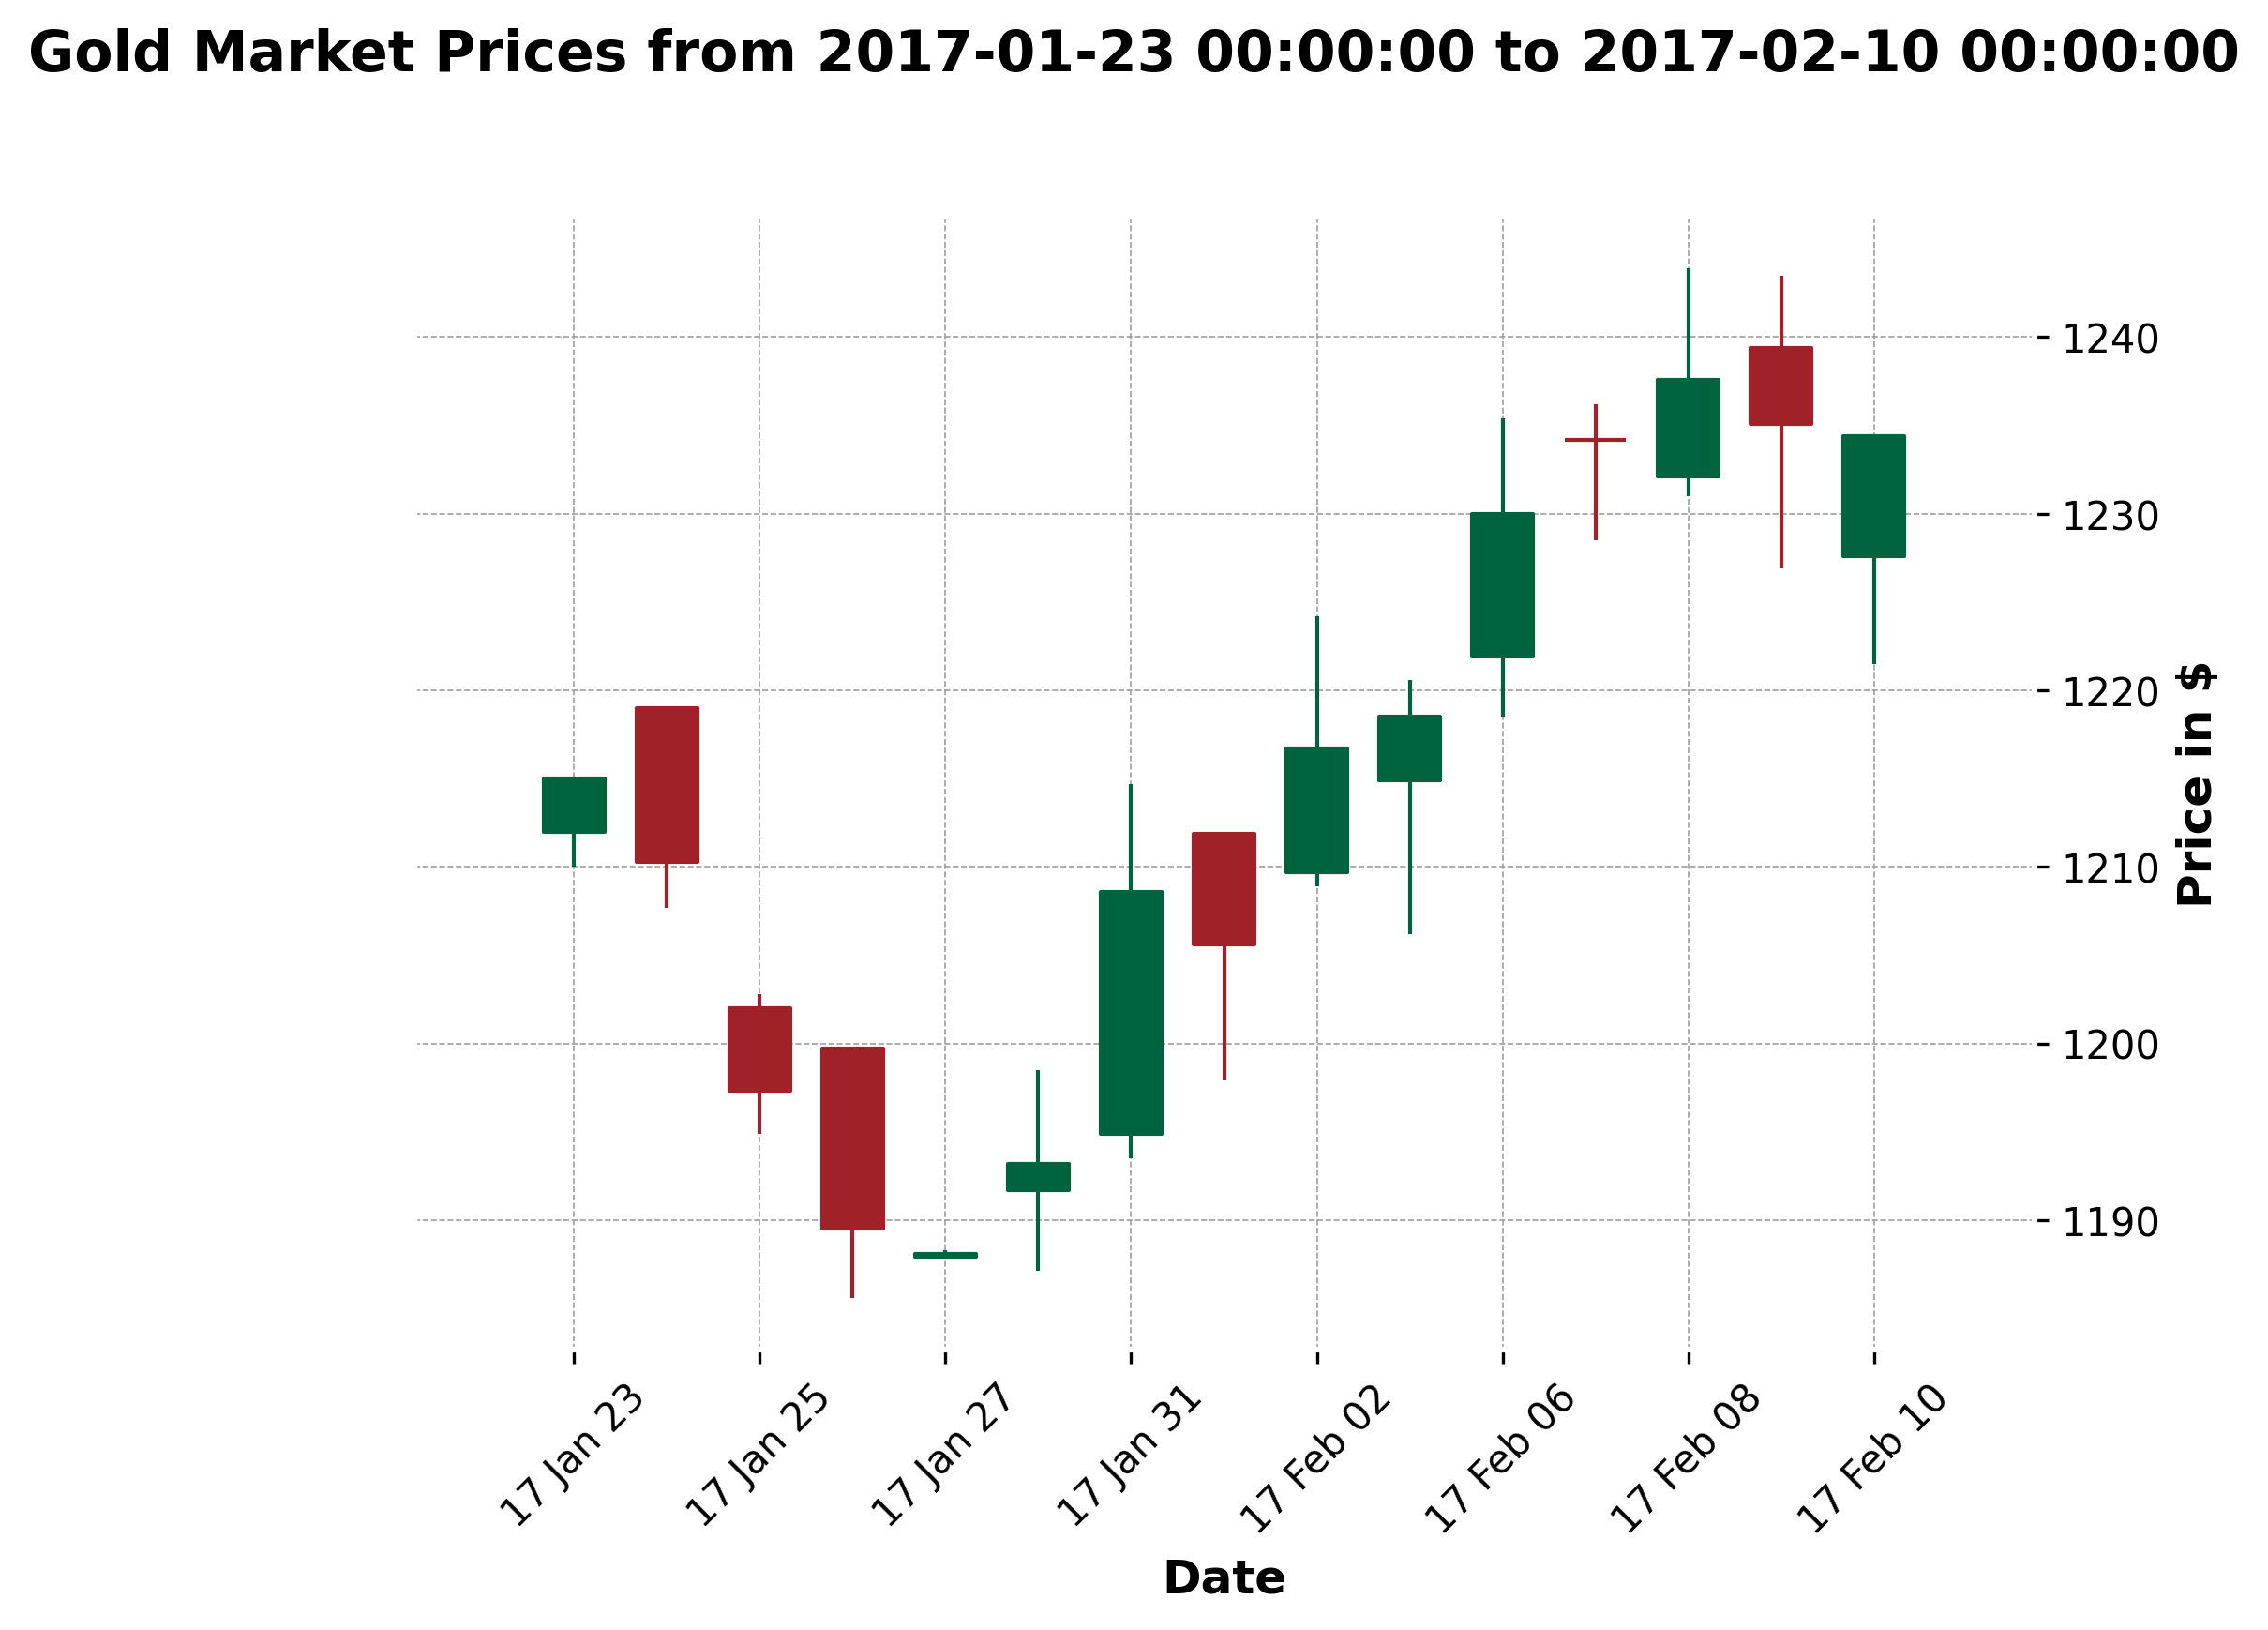 Gold Market Prices from 2017-01-23 00:00:00 to 2017-02-10 00:00:00
1240
1230
1220
1210
1200
1190
Price in $
17 Jan 23
17 Jan 25
17 Jan 27
17 Jan 31
17 Feb 02
17 Feb 06
17 Feb 08
17 Feb 10
Date